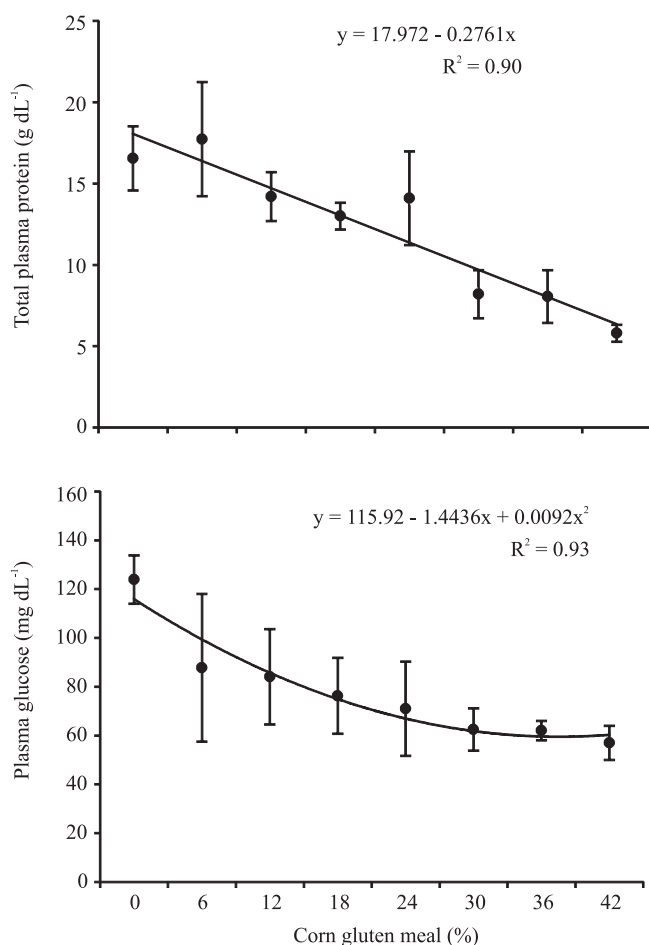 y = 17.972 - 0.2761x
R² = 0.90
Total plasma protein (g dL⁻¹)
25
20
15
10
5
0
y = 115.92 - 1.4436x + 0.0092x²
R² = 0.93
Plasma glucose (mg dL⁻¹)
160
140
120
100
80
60
40
20
0
0 6 12 18 24 30 36 42
Corn gluten meal (%)